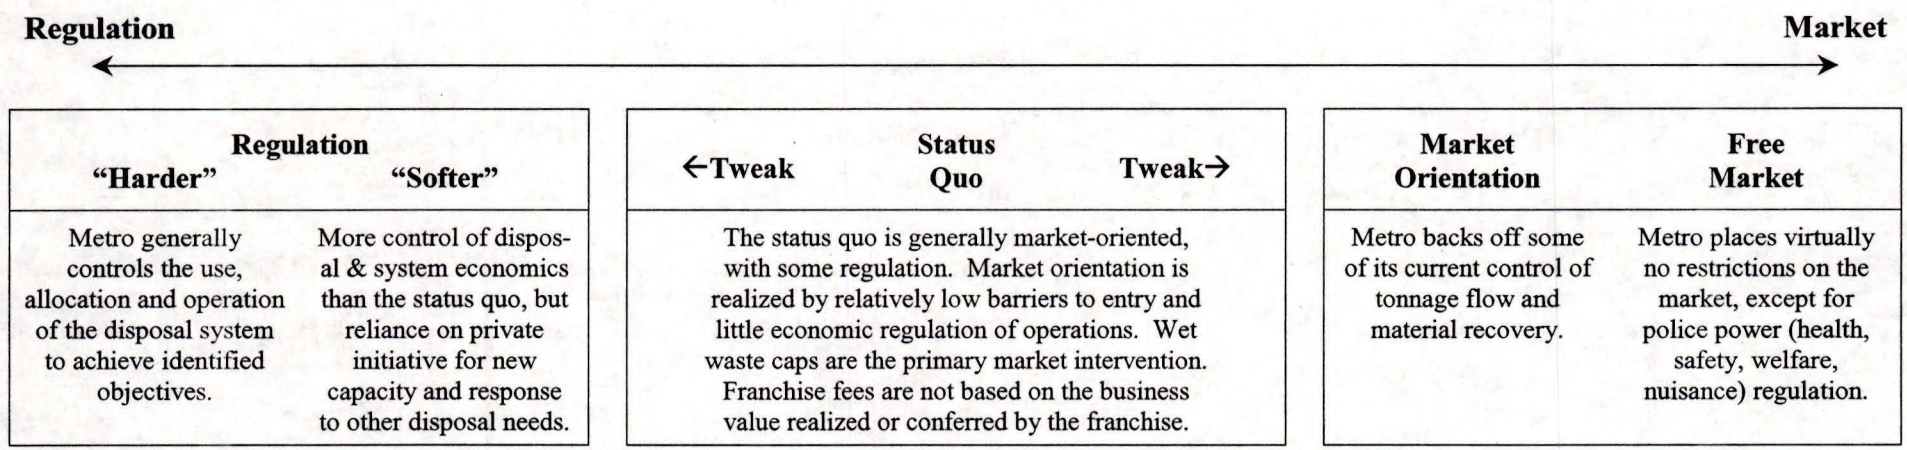 Regulation
Market
Regulation
“Harder”
“Softer”
Metro generally
controls the use,
allocation and operation
of the disposal system
to achieve identified
objectives.
More control of dispos-
al & system economics
than the status quo, but
reliance on private
initiative for new
capacity and response
to other disposal needs.
←Tweak
Status
Quo
Tweak→
The status quo is generally market-oriented,
with some regulation. Market orientation is
realized by relatively low barriers to entry and
little economic regulation of operations. Wet
waste caps are the primary market intervention.
Franchise fees are not based on the business
value realized or conferred by the franchise.
Market
Orientation
Metro backs off some
of its current control of
tonnage flow and
material recovery.
Free
Market
Metro places virtually
no restrictions on the
market, except for
police power (health,
safety, welfare,
nuisance) regulation.